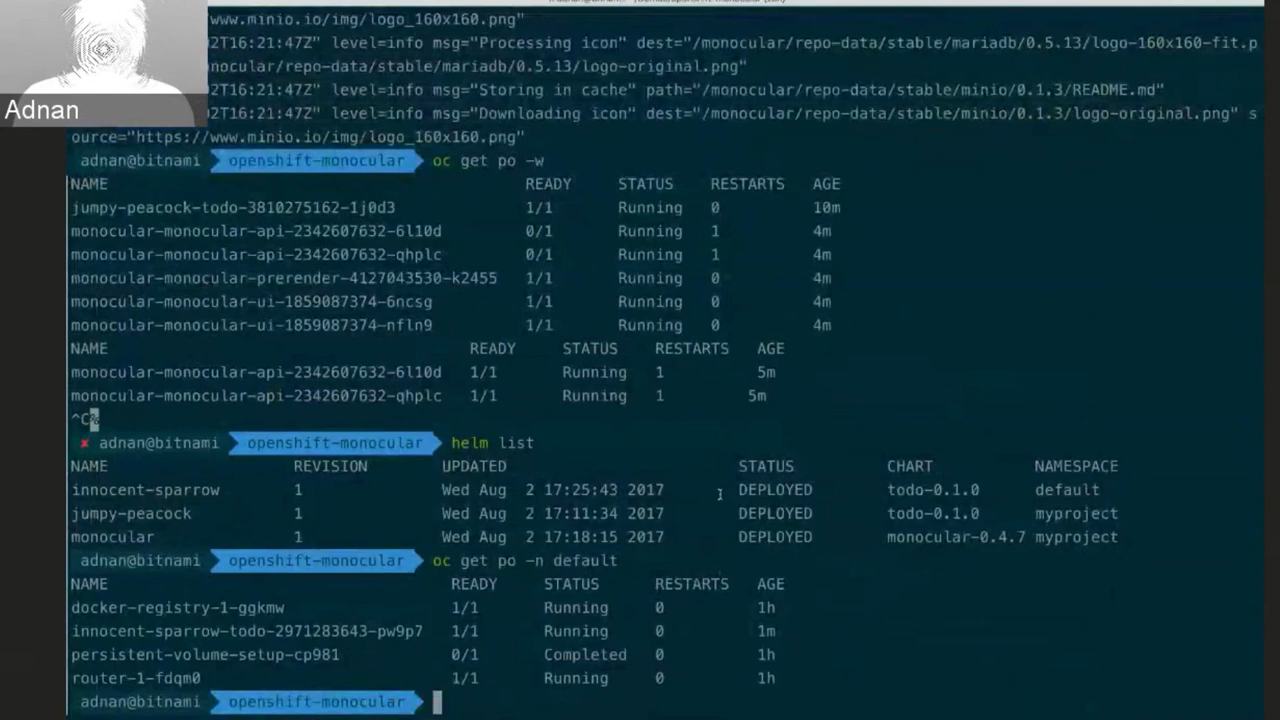 www.minio.io/img/logo_160x160.png"
2T16:21:47Z" level=info msg="Processing icon" dest="/monocular/repo-data/stable/mariadb/0.5.13/logo-160x160-fit.p
nocular/repo-data/stable/mariadb/0.5.13/logo-original.png"
2T16:21:47Z" level=info msg="Storing in cache" path="/monocular/repo-data/stable/minio/0.1.3/README.md"
2T16:21:47Z" level=info msg="Downloading icon" dest="/monocular/repo-data/stable/minio/0.1.3/logo-original.png" s
Adnan
ource="https://www.minio.io/img/logo_160x160.png"
adnan@bitnami openshift-monocular oc get po -w
NAME READY STATUS RESTARTS AGE
jumpy-peacock-todo-3810275162-1j0d3 1/1 Running 0 10m
monocular-monocular-api-2342607632-6l10d 0/1 Running 1 4m
monocular-monocular-api-2342607632-qhplc 0/1 Running 1 4m
monocular-monocular-prerender-4127043530-k2455 1/1 Running 0 4m
monocular-monocular-ui-1859087374-6ncsg 1/1 Running 0 4m
monocular-monocular-ui-1859087374-nfln9 1/1 Running 0 4m
NAME READY STATUS RESTARTS AGE
monocular-monocular-api-2342607632-6l10d 1/1 Running 1 5m
monocular-monocular-api-2342607632-qhplc 1/1 Running 1 5m
^C%
✘ adnan@bitnami openshift-monocular helm list
NAME REVISION UPDATED STATUS CHART NAMESPACE
innocent-sparrow 1 Wed Aug 2 17:25:43 2017 DEPLOYED todo-0.1.0 default
jumpy-peacock 1 Wed Aug 2 17:11:34 2017 DEPLOYED todo-0.1.0 myproject
monocular 1 Wed Aug 2 17:18:15 2017 DEPLOYED monocular-0.4.7 myproject
adnan@bitnami openshift-monocular oc get po -n default
NAME READY STATUS RESTARTS AGE
docker-registry-1-ggkmw 1/1 Running 0 1h
innocent-sparrow-todo-2971283643-pw9p7 1/1 Running 0 1m
persistent-volume-setup-cp981 0/1 Completed 0 1h
router-1-fdqm0 1/1 Running 0 1h
adnan@bitnami openshift-monocular